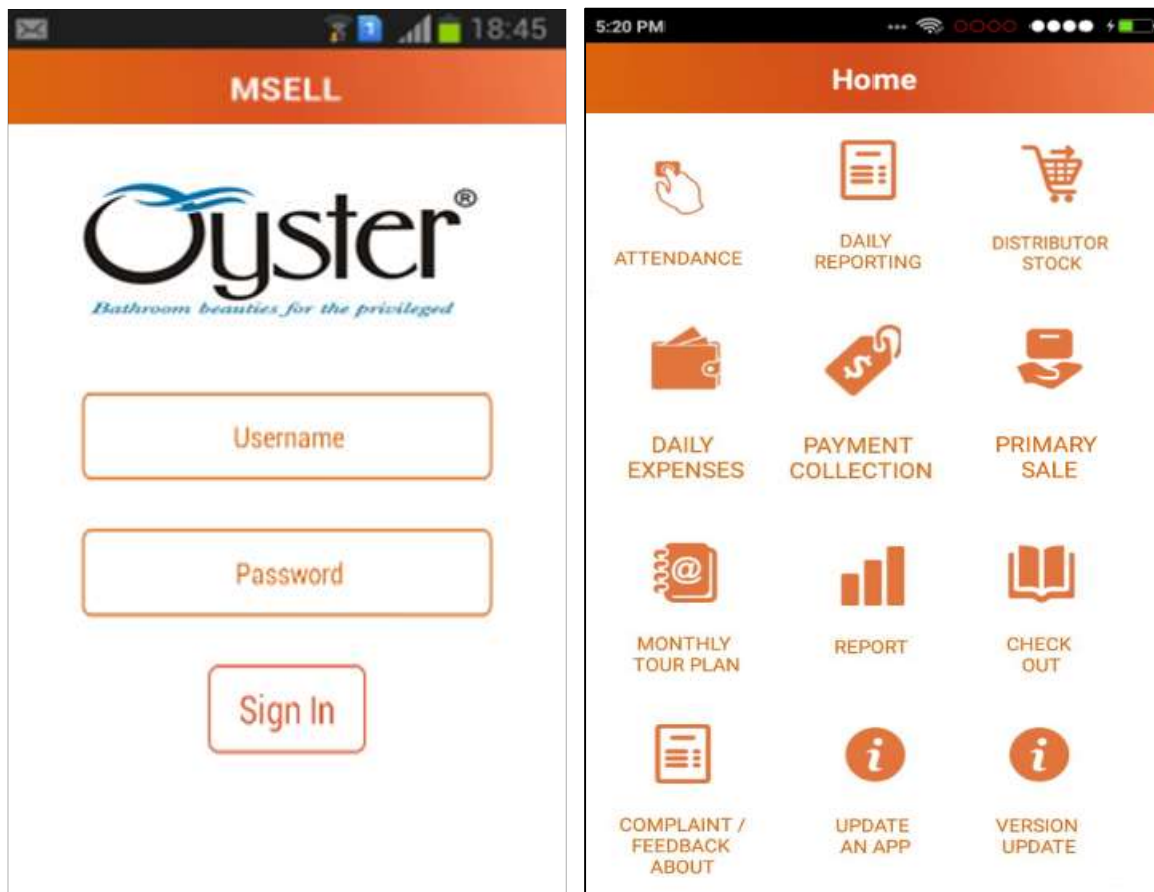 18:45
MSELL
Oyster®
Bathroom beauties for the privileged
Username
Password
Sign In
5:20 PM
Home
ATTENDANCE
DAILY
REPORTING
DISTRIBUTOR
STOCK
DAILY
EXPENSES
PAYMENT
COLLECTION
PRIMARY
SALE
MONTHLY
TOUR PLAN
REPORT
CHECK
OUT
COMPLAINT /
FEEDBACK
ABOUT
UPDATE
AN APP
VERSION
UPDATE